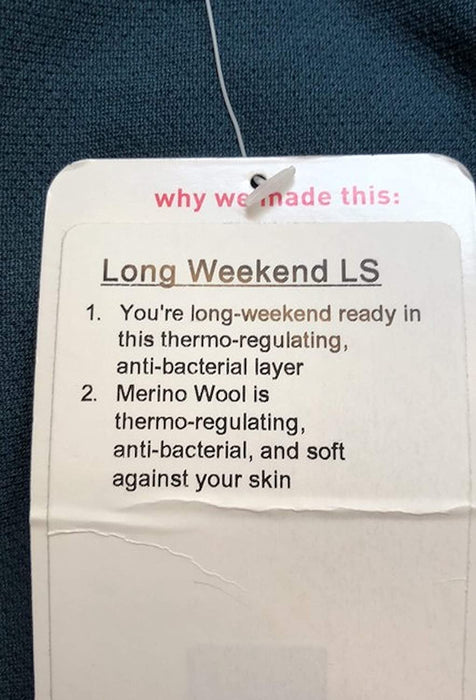 why we made this:
Long Weekend LS
1. You're long-weekend ready in
this thermo-regulating,
anti-bacterial layer
2. Merino Wool is
thermo-regulating,
anti-bacterial, and soft
against your skin